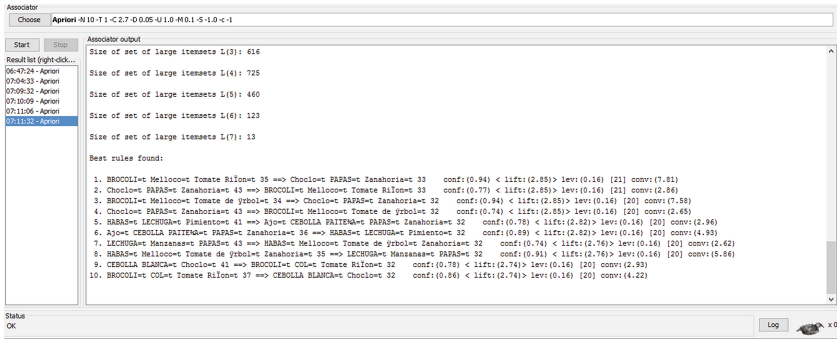 Associator
Choose Apriori -N 10 -T 1 -C 2.7 -D 0.05 -U 1.0 -M 0.1 -S -1.0 -c -1
Start Stop
Result list (right-click...
06:47:24 - Apriori
07:04:33 - Apriori
07:09:32 - Apriori
07:10:09 - Apriori
07:11:06 - Apriori
07:11:32 - Apriori
Associator output
Size of set of large itemsets L(3): 616
Size of set of large itemsets L(4): 725
Size of set of large itemsets L(5): 460
Size of set of large itemsets L(6): 123
Size of set of large itemsets L(7): 13
Best rules found:
1. BROCOLI=t Melloco=t Tomate RiÏon=t 35 ==> Choclo=t PAPAS=t Zanahoria=t 33 conf:(0.94) < lift:(2.85)> lev:(0.16) [21] conv:(7.81)
2. Choclo=t PAPAS=t Zanahoria=t 43 ==> BROCOLI=t Melloco=t Tomate RiÏon=t 33 conf:(0.77) < lift:(2.85)> lev:(0.16) [21] conv:(2.86)
3. BROCOLI=t Melloco=t Tomate de ÿrbol=t 34 ==> Choclo=t PAPAS=t Zanahoria=t 32 conf:(0.94) < lift:(2.85)> lev:(0.16) [20] conv:(7.58)
4. Choclo=t PAPAS=t Zanahoria=t 43 ==> BROCOLI=t Melloco=t Tomate de ÿrbol=t 32 conf:(0.74) < lift:(2.85)> lev:(0.16) [20] conv:(2.65)
5. HABAS=t LECHUGA=t Pimiento=t 41 ==> Ajo=t CEBOLLA PAITE‰A=t PAPAS=t Zanahoria=t 32 conf:(0.78) < lift:(2.82)> lev:(0.16) [20] conv:(2.96)
6. Ajo=t CEBOLLA PAITE‰A=t PAPAS=t Zanahoria=t 36 ==> HABAS=t LECHUGA=t Pimiento=t 32 conf:(0.89) < lift:(2.82)> lev:(0.16) [20] conv:(4.93)
7. LECHUGA=t Manzanas=t PAPAS=t 43 ==> HABAS=t Melloco=t Tomate de ÿrbol=t Zanahoria=t 32 conf:(0.74) < lift:(2.76)> lev:(0.16) [20] conv:(2.62)
8. HABAS=t Melloco=t Tomate de ÿrbol=t Zanahoria=t 35 ==> LECHUGA=t Manzanas=t PAPAS=t 32 conf:(0.91) < lift:(2.76)> lev:(0.16) [20] conv:(5.86)
9. CEBOLLA BLANCA=t Choclo=t 41 ==> BROCOLI=t COL=t Tomate RiÏon=t 32 conf:(0.78) < lift:(2.74)> lev:(0.16) [20] conv:(2.93)
10. BROCOLI=t COL=t Tomate RiÏon=t 37 ==> CEBOLLA BLANCA=t Choclo=t 32 conf:(0.86) < lift:(2.74)> lev:(0.16) [20] conv:(4.22)
Status
OK
Log
x 0